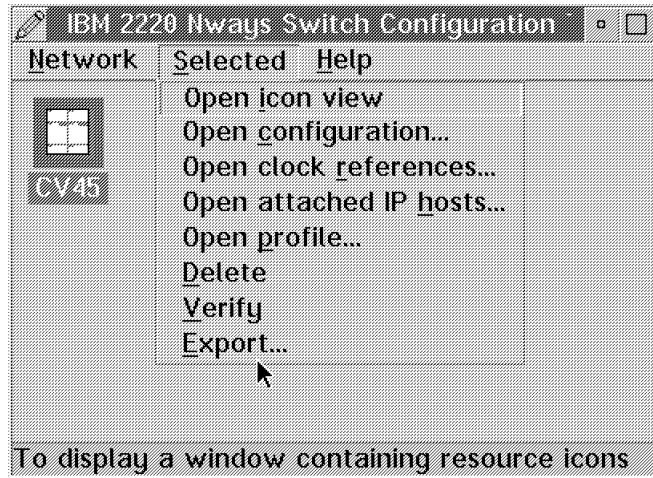 IBM 2220 Nways Switch Configuration
Network Selected Help
Open icon view
Open configuration...
CV45
Open clock references...
Open attached IP hosts...
Open profile...
Delete
Verify
Export...
To display a window containing resource icons